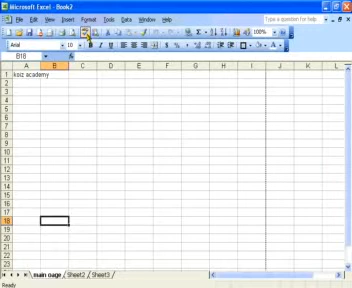 Microsoft Excel - Book2
File Edit View Insert Format Tools Data Window Help Type a question for help
100%
Arial 10 B I U $ % A
B18 fx
A B C D E F G H I J K L
1 koiz academy
2
3
4
5
6
7
8
9
10
11
12
13
14
15
16
17
18
19
20
21
22
23
main page / Sheet2 / Sheet3 /
Ready